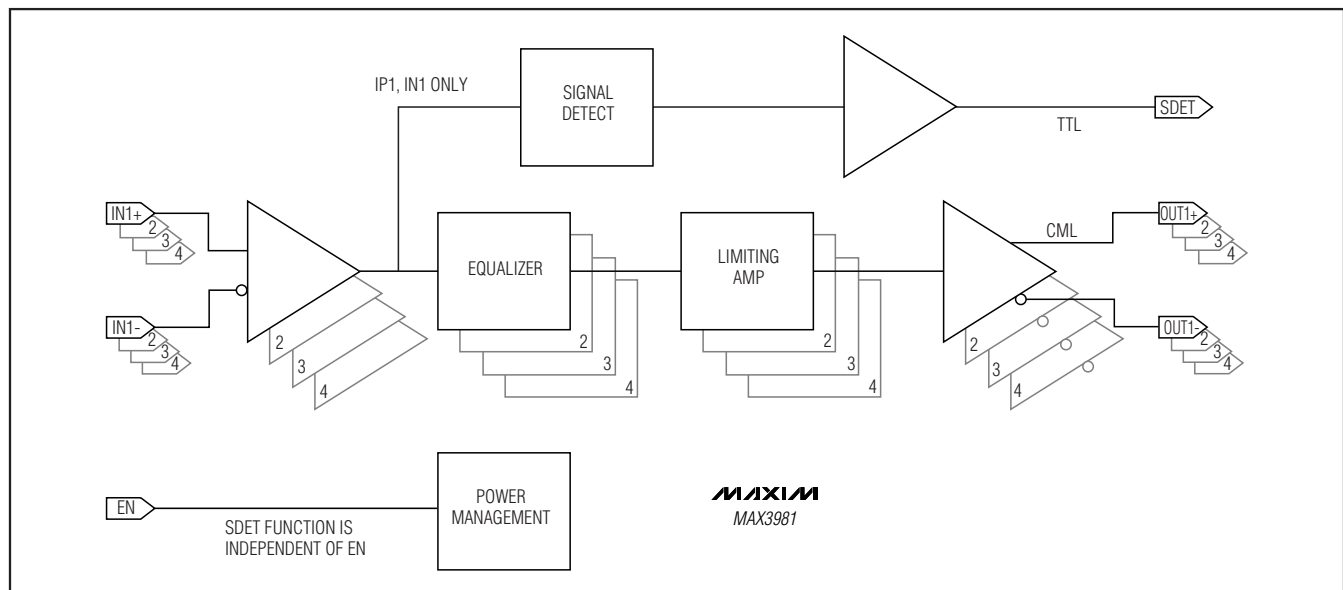 IP1, IN1 ONLY
SIGNAL
DETECT
TTL
SDET
IN1+
2
3
4
IN1-
2
3
4
2
3
4
EQUALIZER
2
3
4
LIMITING
AMP
2
3
4
CML
2
3
4
OUT1+
2
3
4
OUT1-
2
3
4
EN
SDET FUNCTION IS
INDEPENDENT OF EN
POWER
MANAGEMENT
MAXIM
MAX3981